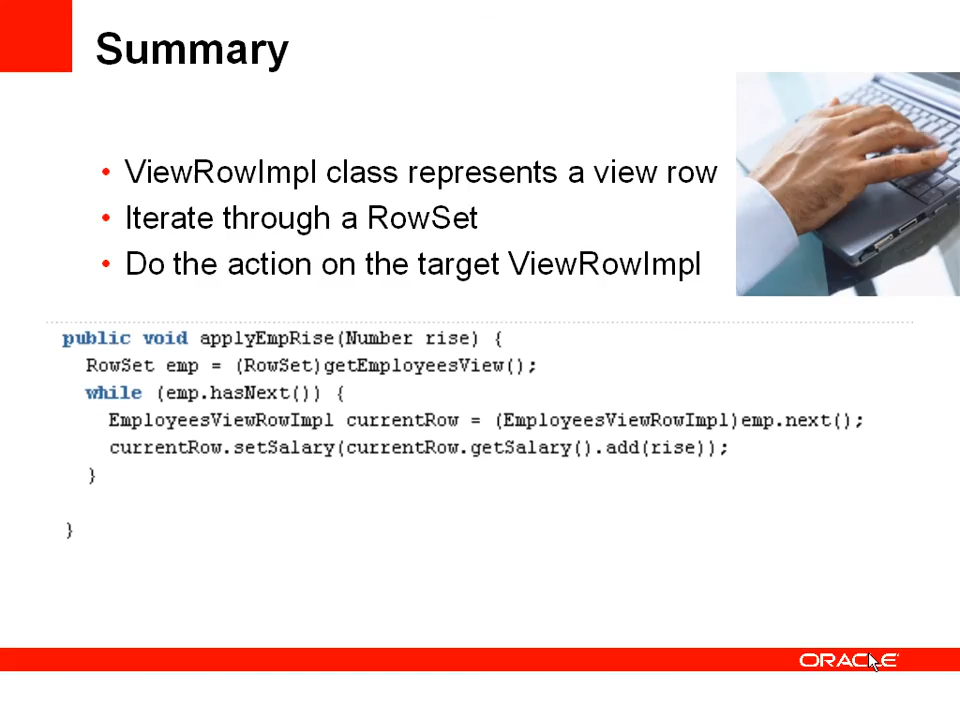 Summary
• ViewRowImpl class represents a view row
• Iterate through a RowSet
• Do the action on the target ViewRowImpl
public void applyEmpRise(Number rise) {
RowSet emp = (RowSet)getEmployeesView();
while (emp.hasNext()) {
EmployeesViewRowImpl currentRow = (EmployeesViewRowImpl)emp.next();
currentRow.setSalary(currentRow.getSalary().add(rise));
}
}
ORACLE